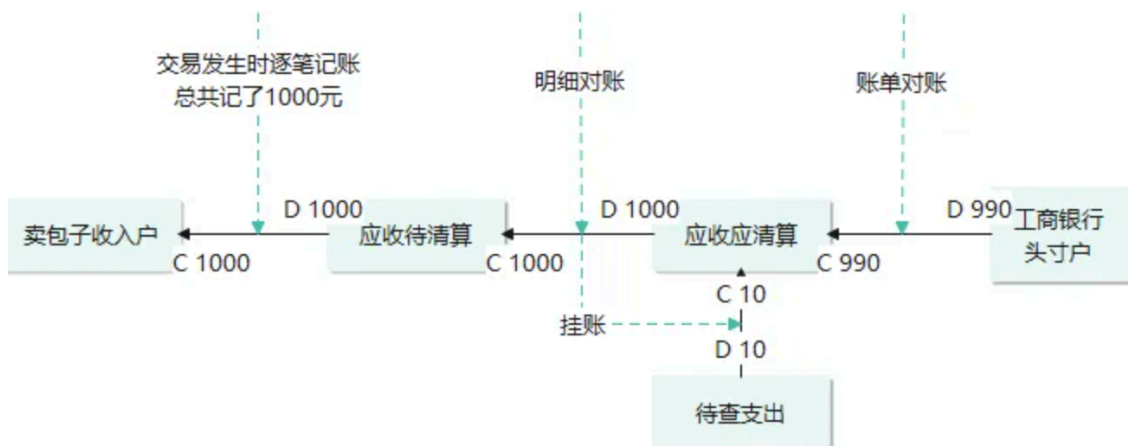 交易发生时逐笔记账
总共记了1000元
明细对账
账单对账
D 1000
D 1000
D 990
卖包子收入户
应收待清算
应收应清算
工商银行
头寸户
C 1000
C 1000
C 990
C 10
挂账
D 10
待查支出